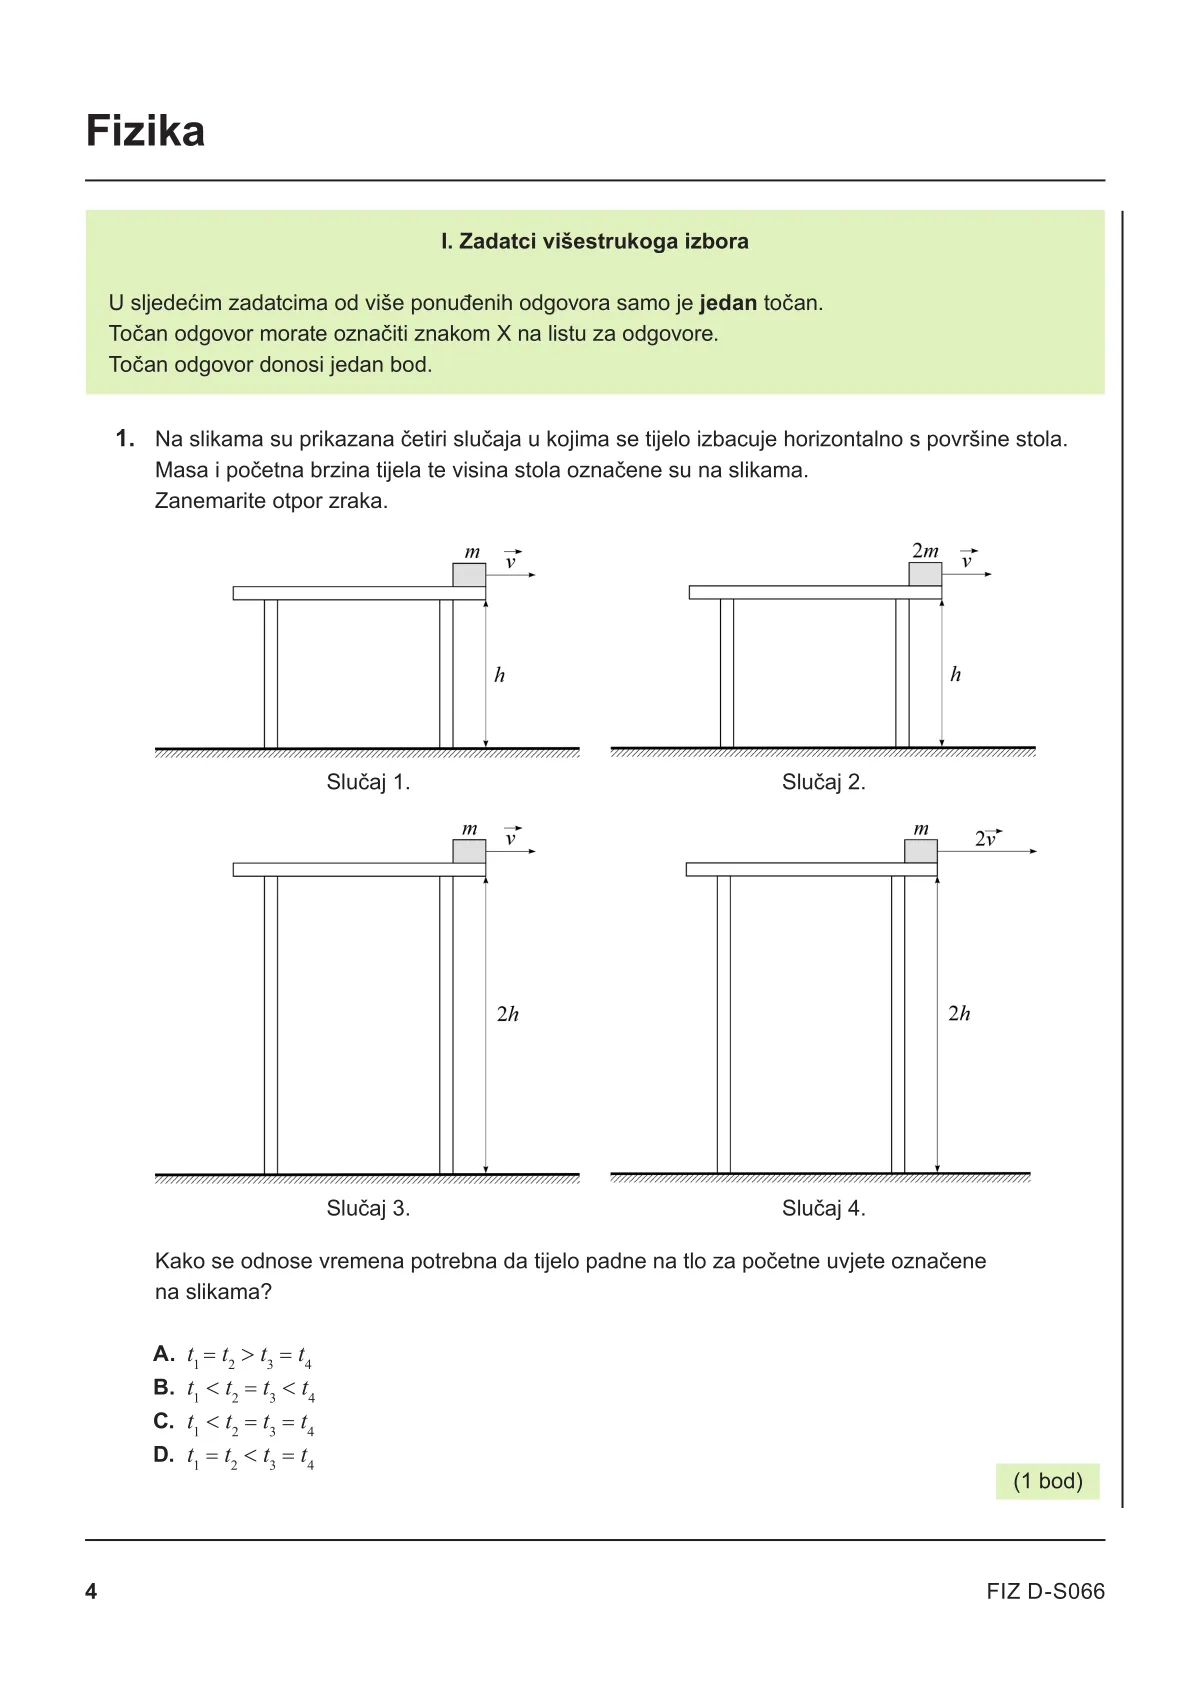 Fizika
I. Zadatci višestrukoga izbora
U sljedećim zadatcima od više ponuđenih odgovora samo je jedan točan.
Točan odgovor morate označiti znakom X na listu za odgovore.
Točan odgovor donosi jedan bod.
1. Na slikama su prikazana četiri slučaja u kojima se tijelo izbacuje horizontalno s površine stola.
Masa i početna brzina tijela te visina stola označene su na slikama.
Zanemarite otpor zraka.
m v⃗ 2m v⃗
h h
Slučaj 1. Slučaj 2.
m v⃗ m 2v⃗
2h 2h
Slučaj 3. Slučaj 4.
Kako se odnose vremena potrebna da tijelo padne na tlo za početne uvjete označene
na slikama?
A. t₁ = t₂ > t₃ = t₄
B. t₁ < t₂ = t₃ < t₄
C. t₁ < t₂ = t₃ = t₄
D. t₁ = t₂ < t₃ = t₄
(1 bod)
4 FIZ D-S066